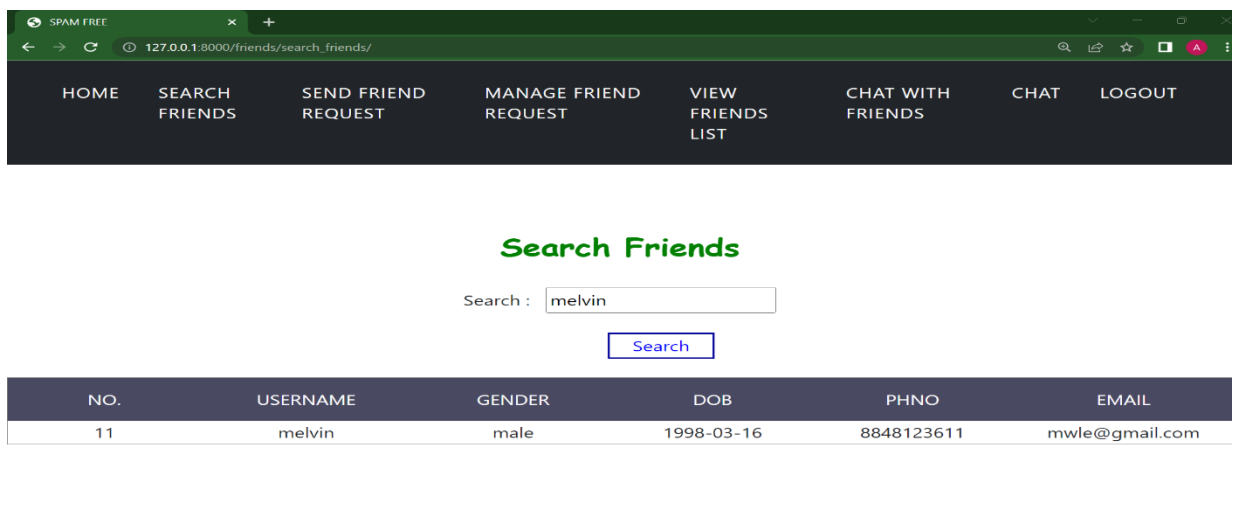 SPAM FREE
127.0.0.1:8000/friends/search_friends/
A
HOME SEARCH FRIENDS SEND FRIEND REQUEST MANAGE FRIEND REQUEST VIEW FRIENDS LIST CHAT WITH FRIENDS CHAT LOGOUT
Search Friends
Search : melvin
Search
NO. USERNAME GENDER DOB PHNO EMAIL
11 melvin male 1998-03-16 8848123611 mwle@gmail.com